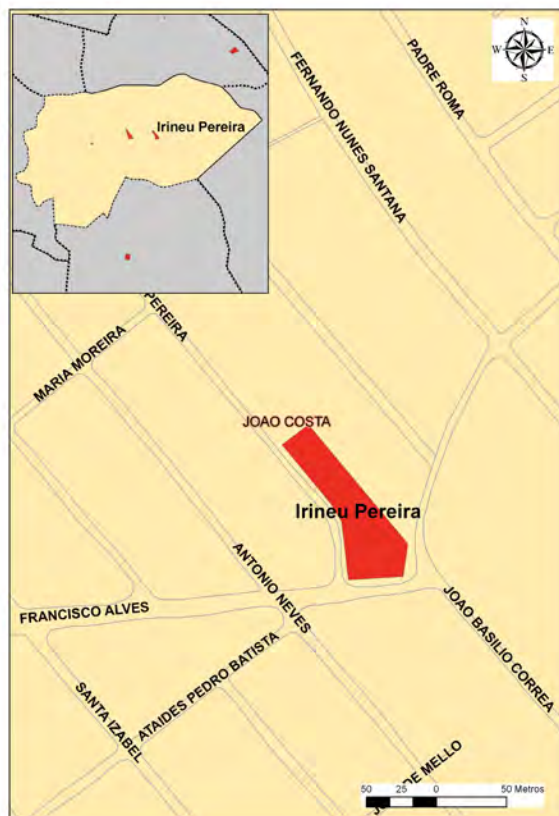 N
W E
S
Irineu Pereira
FERNANDO NUNES SANTANA
PADRE ROMA
PEREIRA
MARIA MOREIRA
JOAO COSTA
Irineu Pereira
ANTONIO NEVES
FRANCISCO ALVES
JOAO BASILIO CORREA
ATAIDES PEDRO BATISTA
SANTA IZABEL
DE MELLO
50 25 0 50 Metros